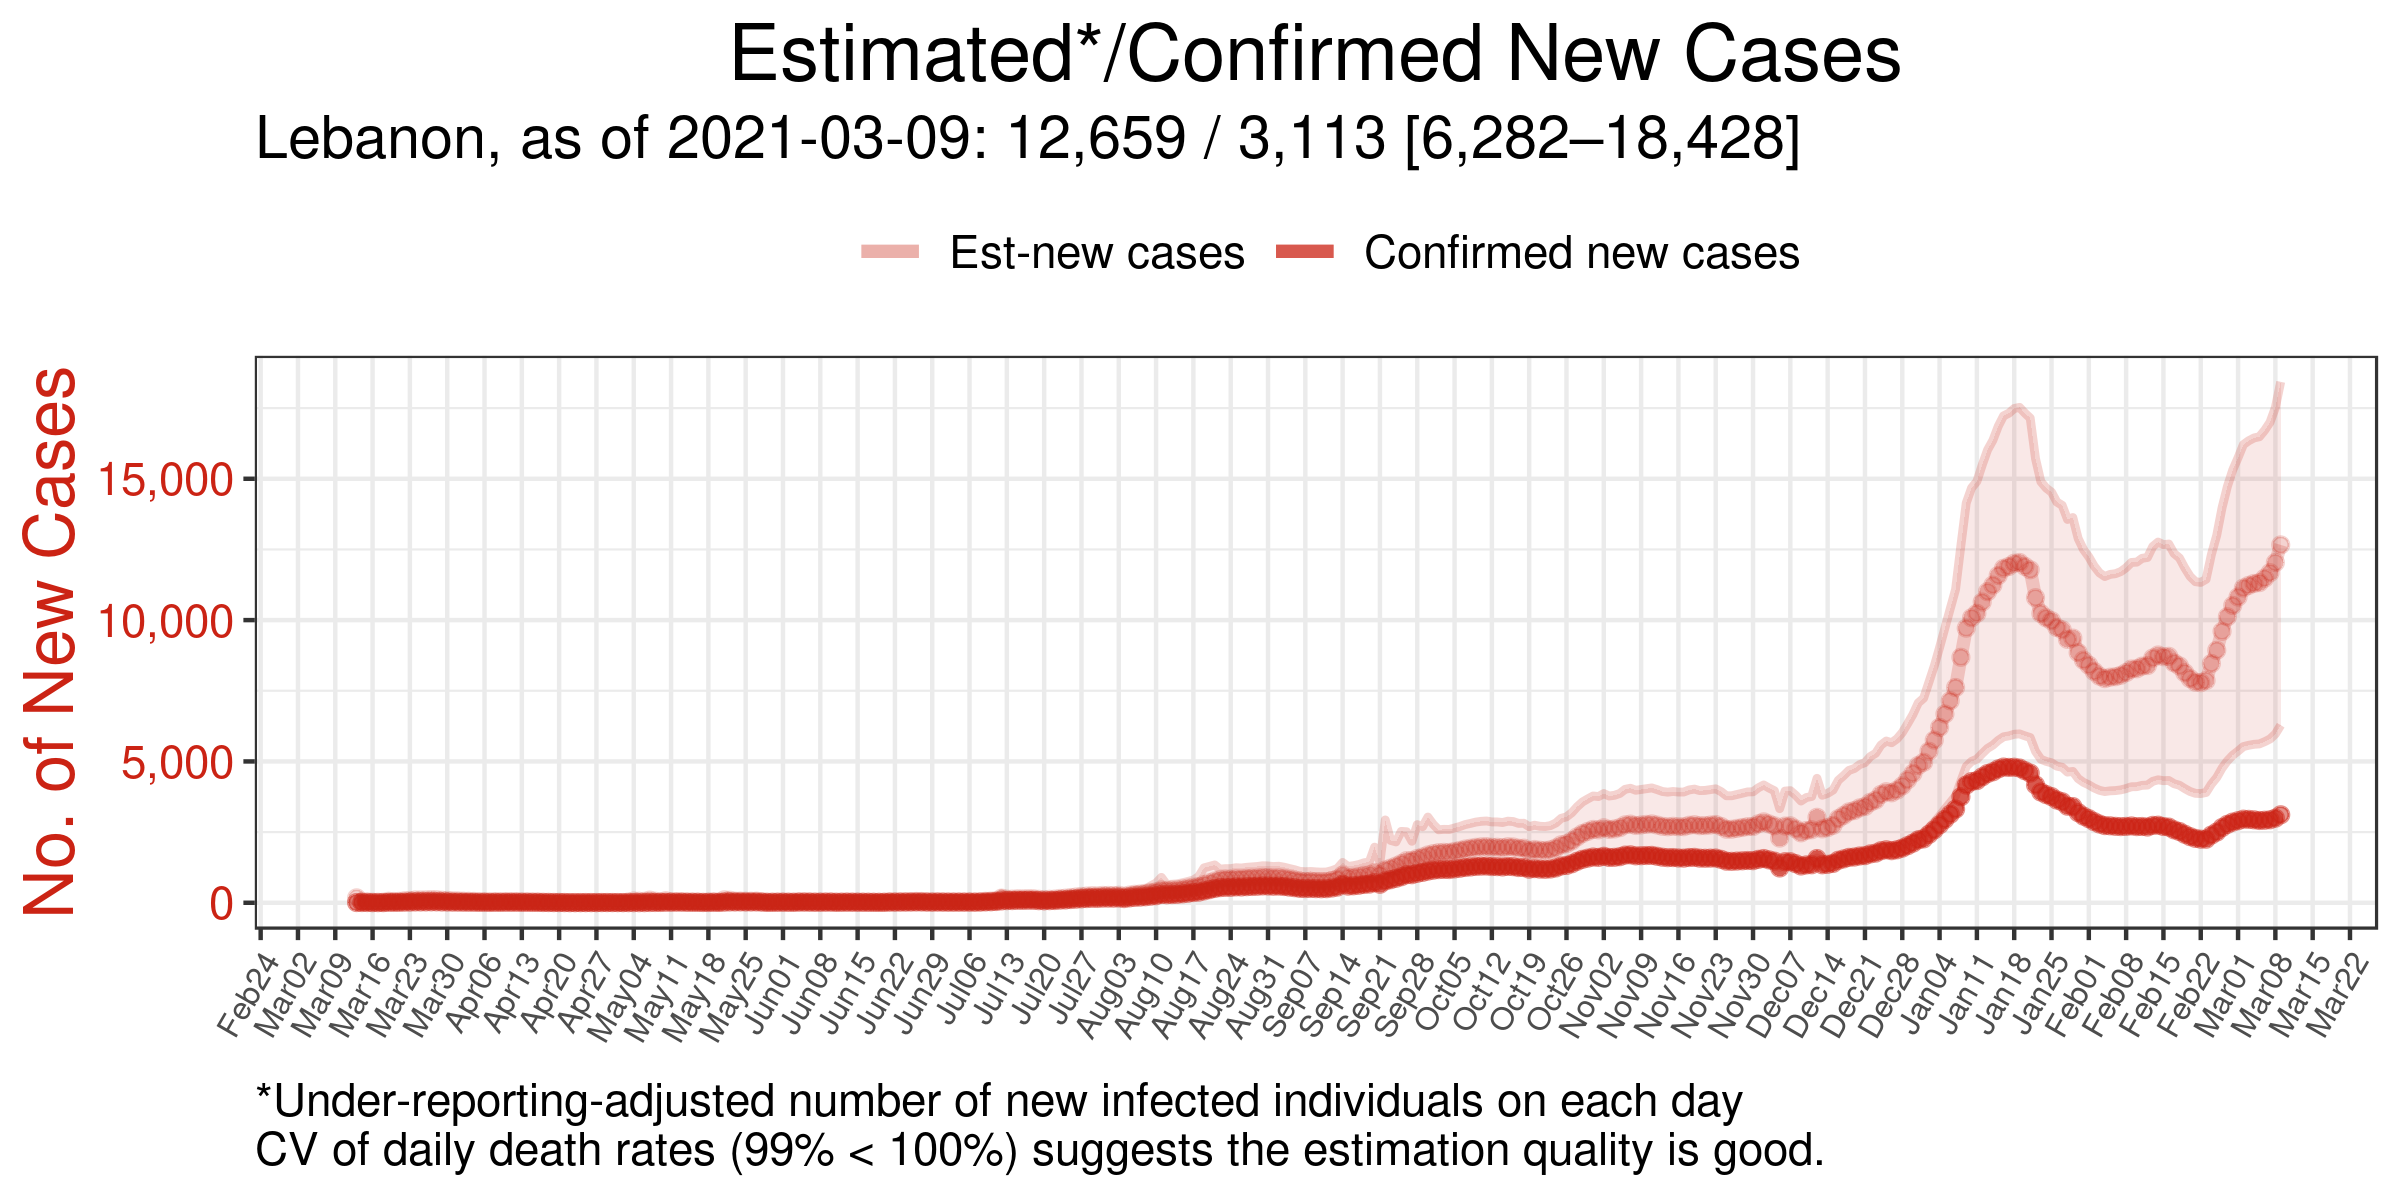 Estimated*/Confirmed New Cases
Lebanon, as of 2021-03-09: 12,659 / 3,113 [6,282–18,428]
Est-new cases
Confirmed new cases
No. of New Cases
15,000
10,000
5,000
0
Feb24
Mar02
Mar09
Mar16
Mar23
Mar30
Apr06
Apr13
Apr20
Apr27
May04
May11
May18
May25
Jun01
Jun08
Jun15
Jun22
Jun29
Jul06
Jul13
Jul20
Jul27
Aug03
Aug10
Aug17
Aug24
Aug31
Sep07
Sep14
Sep21
Sep28
Oct05
Oct12
Oct19
Oct26
Nov02
Nov09
Nov16
Nov23
Nov30
Dec07
Dec14
Dec21
Dec28
Jan04
Jan11
Jan18
Jan25
Feb01
Feb08
Feb15
Feb22
Mar01
Mar08
Mar15
Mar22
*Under-reporting-adjusted number of new infected individuals on each day
CV of daily death rates (99% < 100%) suggests the estimation quality is good.